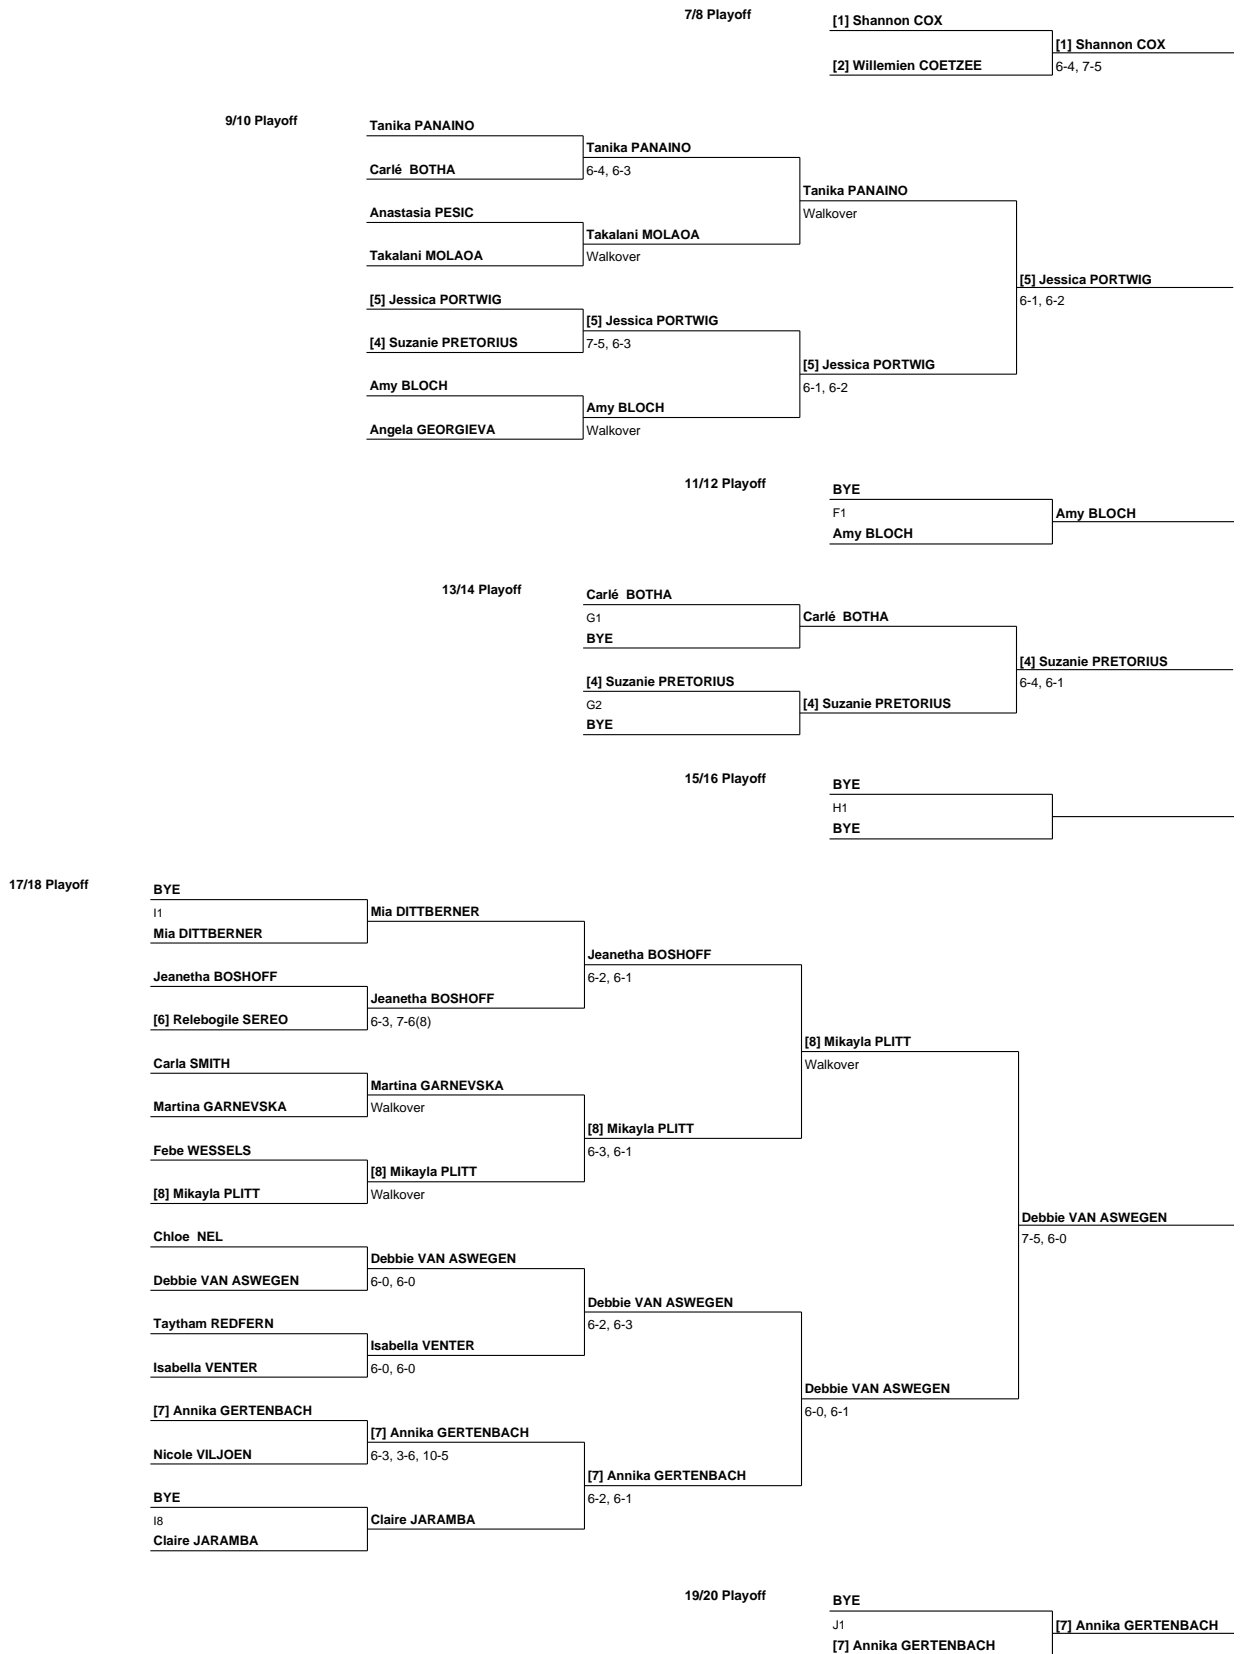 7/8 Playoff
[1] Shannon COX
[1] Shannon COX
[2] Willemien COETZEE
6-4, 7-5
9/10 Playoff
Tanika PANAINO
Tanika PANAINO
Carlé  BOTHA
6-4, 6-3
Tanika PANAINO
Walkover
Anastasia PESIC
Takalani MOLAOA
Takalani MOLAOA
Walkover
[5] Jessica PORTWIG
6-1, 6-2
[5] Jessica PORTWIG
[5] Jessica PORTWIG
[4] Suzanie PRETORIUS
7-5, 6-3
[5] Jessica PORTWIG
6-1, 6-2
Amy BLOCH
Amy BLOCH
Angela GEORGIEVA
Walkover
11/12 Playoff
BYE
F1
Amy BLOCH
Amy BLOCH
13/14 Playoff
Carlé  BOTHA
G1
Carlé  BOTHA
BYE
[4] Suzanie PRETORIUS
6-4, 6-1
[4] Suzanie PRETORIUS
G2
[4] Suzanie PRETORIUS
BYE
15/16 Playoff
BYE
H1
BYE
17/18 Playoff
BYE
I1
Mia DITTBERNER
Mia DITTBERNER
Jeanetha BOSHOFF
6-2, 6-1
Jeanetha BOSHOFF
Jeanetha BOSHOFF
[6] Relebogile SEREO
6-3, 7-6(8)
[8] Mikayla PLITT
Walkover
Carla SMITH
Martina GARNEVSKA
Martina GARNEVSKA
Walkover
[8] Mikayla PLITT
6-3, 6-1
Febe WESSELS
[8] Mikayla PLITT
[8] Mikayla PLITT
Walkover
Debbie VAN ASWEGEN
7-5, 6-0
Chloe  NEL
Debbie VAN ASWEGEN
Debbie VAN ASWEGEN
6-0, 6-0
Debbie VAN ASWEGEN
6-2, 6-3
Taytham REDFERN
Isabella VENTER
Isabella VENTER
6-0, 6-0
Debbie VAN ASWEGEN
6-0, 6-1
[7] Annika GERTENBACH
[7] Annika GERTENBACH
Nicole VILJOEN
6-3, 3-6, 10-5
[7] Annika GERTENBACH
6-2, 6-1
BYE
I8
Claire JARAMBA
Claire JARAMBA
19/20 Playoff
BYE
J1
[7] Annika GERTENBACH
[7] Annika GERTENBACH